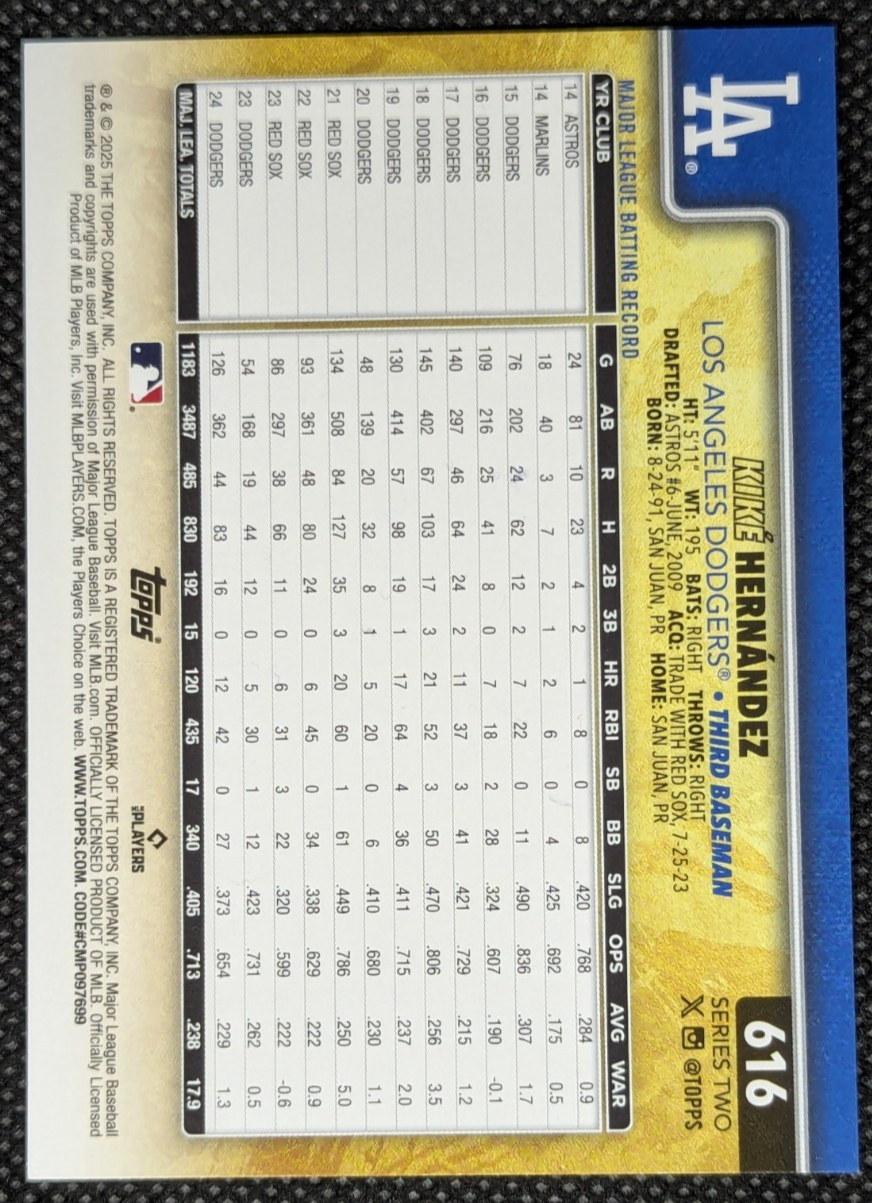 LA®
616
KIKÉ HERNÁNDEZ
SERIES TWO
LOS ANGELES DODGERS® • THIRD BASEMAN
X @TOPPS
HT: 5'11" WT: 195 BATS: RIGHT THROWS: RIGHT
DRAFTED: ASTROS #6-JUNE, 2009 ACQ: TRADE WITH RED SOX, 7-25-23
BORN: 8-24-91, SAN JUAN, PR HOME: SAN JUAN, PR
MAJOR LEAGUE BATTING RECORD
YR CLUB G AB R H 2B 3B HR RBI SB BB SLG OPS AVG WAR
14 ASTROS 24 81 10 23 4 2 1 8 0 8 .420 .768 .284 0.9
14 MARLINS 18 40 3 7 2 1 2 6 0 4 .425 .692 .175 0.5
15 DODGERS 76 202 24 62 12 2 7 22 0 11 .490 .836 .307 1.7
16 DODGERS 109 216 25 41 8 0 7 18 2 28 .324 .607 .190 -0.1
17 DODGERS 140 297 46 64 24 2 11 37 3 41 .421 .729 .215 1.2
18 DODGERS 145 402 67 103 17 3 21 52 3 50 .470 .806 .256 3.5
19 DODGERS 130 414 57 98 19 1 17 64 4 36 .411 .715 .237 2.0
20 DODGERS 48 139 20 32 8 1 5 20 0 6 .410 .680 .230 1.1
21 RED SOX 134 508 84 127 35 3 20 60 1 61 .449 .786 .250 5.0
22 RED SOX 93 361 48 80 24 0 6 45 0 34 .338 .629 .222 0.9
23 RED SOX 86 297 38 66 11 0 6 31 3 22 .320 .599 .222 -0.6
23 DODGERS 54 168 19 44 12 0 5 30 1 12 .423 .731 .262 0.5
24 DODGERS 126 362 44 83 16 0 12 42 0 27 .373 .654 .229 1.3
MAJ. LEA. TOTALS 1183 3487 485 830 192 15 120 435 17 340 .405 .713 .238 17.9
topps®
MLBPLAYERS
® & © 2025 THE TOPPS COMPANY, INC. ALL RIGHTS RESERVED. TOPPS IS A REGISTERED TRADEMARK OF THE TOPPS COMPANY, INC. Major League Baseball
trademarks and copyrights are used with permission of Major League Baseball. Visit MLB.com. OFFICIALLY LICENSED PRODUCT OF MLB. Officially Licensed
Product of MLB Players, Inc. Visit MLBPLAYERS.COM, the Players Choice on the web. WWW.TOPPS.COM. CODE#CMP097699